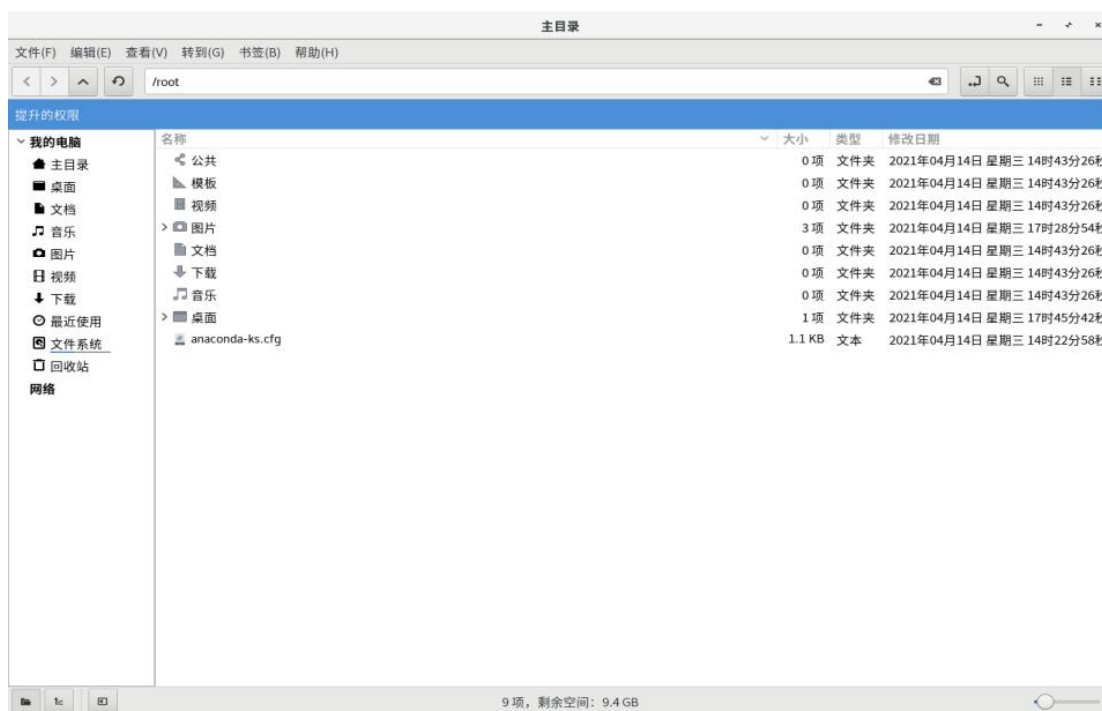 主目录
文件(F) 编辑(E) 查看(V) 转到(G) 书签(B) 帮助(H)
/root
提升的权限
我的电脑
主目录
桌面
文档
音乐
图片
视频
下载
最近使用
文件系统
回收站
网络
名称 大小 类型 修改日期
公共 0 项 文件夹 2021年04月14日 星期三 14时43分26秒
模板 0 项 文件夹 2021年04月14日 星期三 14时43分26秒
视频 0 项 文件夹 2021年04月14日 星期三 14时43分26秒
图片 3 项 文件夹 2021年04月14日 星期三 17时28分54秒
文档 0 项 文件夹 2021年04月14日 星期三 14时43分26秒
下载 0 项 文件夹 2021年04月14日 星期三 14时43分26秒
音乐 0 项 文件夹 2021年04月14日 星期三 14时43分26秒
桌面 1 项 文件夹 2021年04月14日 星期三 17时45分42秒
anaconda-ks.cfg 1.1 KB 文本 2021年04月14日 星期三 14时22分58秒
9 项，剩余空间：9.4 GB